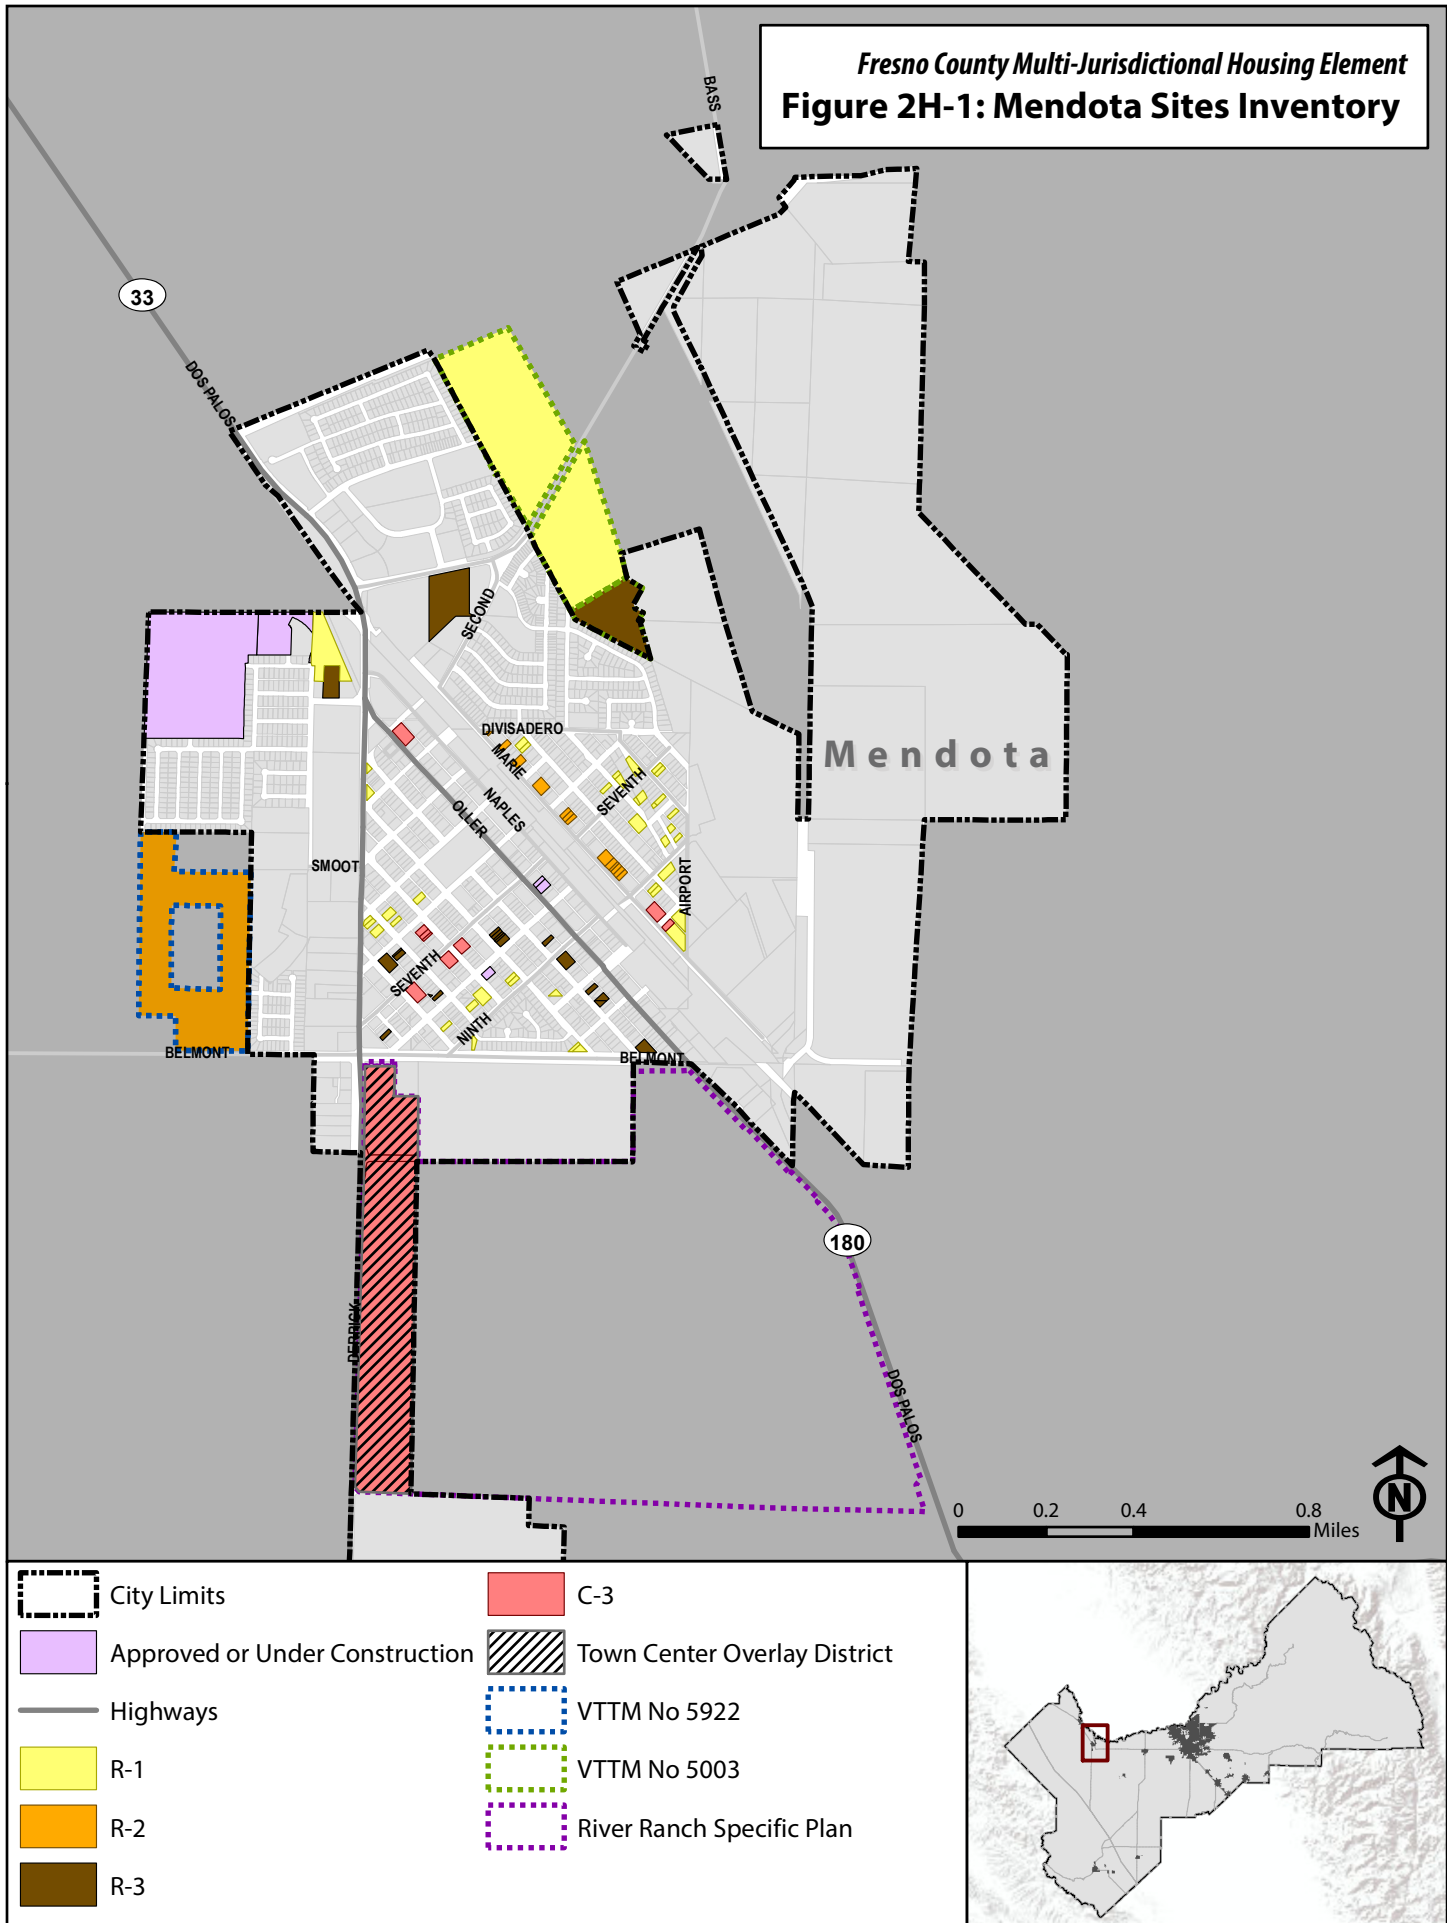 Fresno County Multi-Jurisdictional Housing Element
Figure 2H-1: Mendota Sites Inventory
BASS
33
DOS PALOS
SECOND
DIVISADERO
MARIE
Mendota
SEVENTH
NAPLES
OLLER
SMOOT
AIRPORT
SEVENTH
NINTH
BELMONT
BELMONT
180
DERRICK
DOS PALOS
N
0 0.2 0.4 0.8
Miles
City Limits
Approved or Under Construction
Highways
R-1
R-2
R-3
C-3
Town Center Overlay District
VTTM No 5922
VTTM No 5003
River Ranch Specific Plan